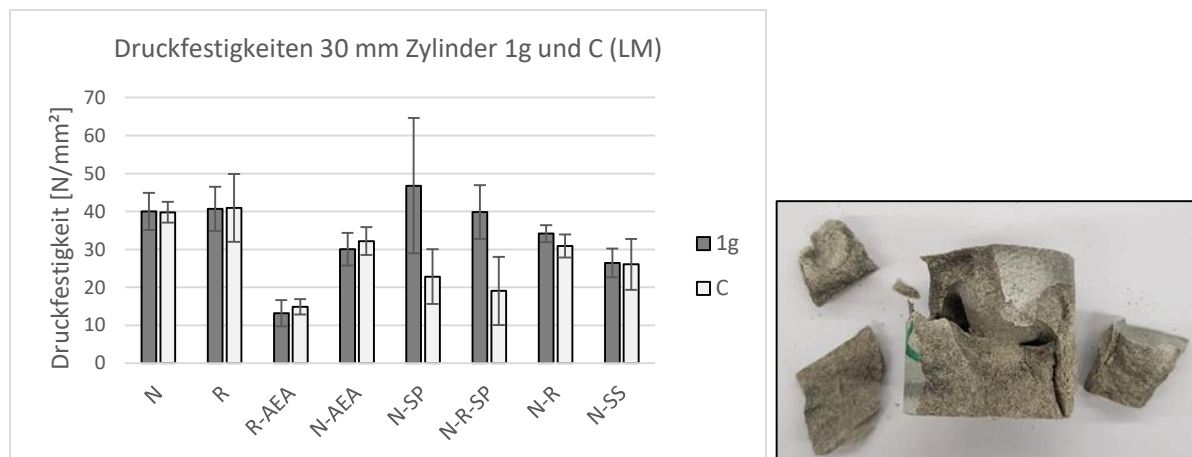 Druckfestigkeiten 30 mm Zylinder 1g und C (LM)
Druckfestigkeit [N/mm²]
70
60
50
40
30
20
10
0
N
R
R-AEA
N-AEA
N-SP
N-R-SP
N-R
N-SS
1g
C